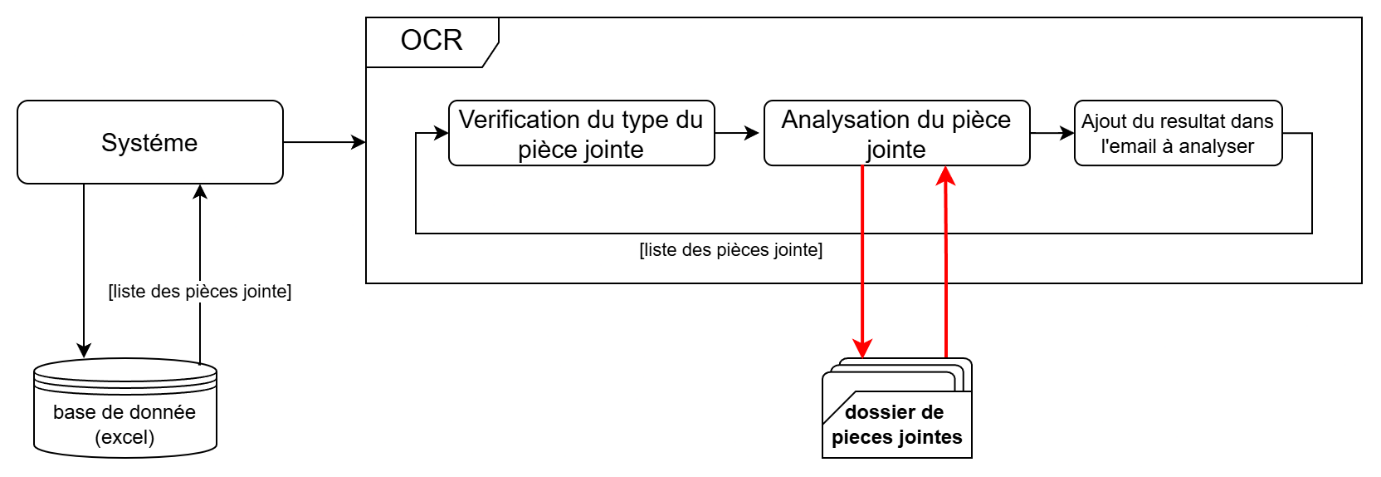 OCR
Systéme
Verification du type du
pièce jointe
Analysation du pièce
jointe
Ajout du resultat dans
l'email à analyser
[liste des pièces jointe]
[liste des pièces jointe]
base de donnée
(excel)
dossier de
pieces jointes